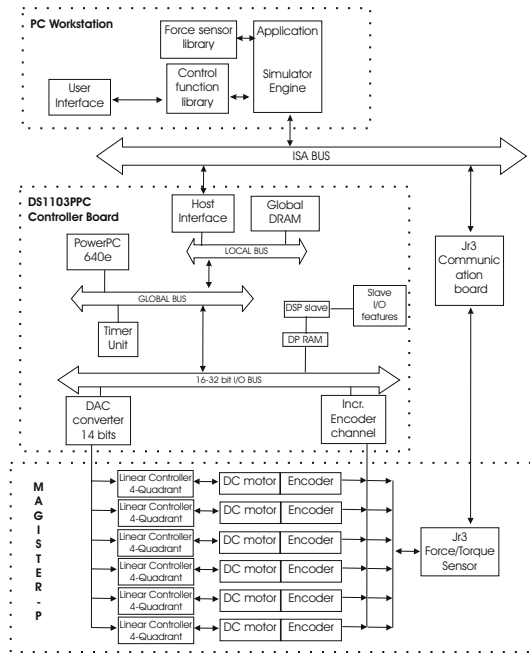 PC Workstation
Force sensor
library
Application
Simulator
Engine
Control
function
library
User
Interface
ISA BUS
DS1103PPC
Controller Board
Host
Interface
Global
DRAM
LOCAL BUS
PowerPC
640e
GLOBAL BUS
Timer
Unit
DSP slave
Slave
I/O
features
DP RAM
Jr3
Communic
ation
board
16-32 bit I/O BUS
DAC
converter
14 bits
Incr.
Encoder
channel
MAGISTER-P
Linear Controller
4-Quadrant
DC motor
Encoder
Linear Controller
4-Quadrant
DC motor
Encoder
Linear Controller
4-Quadrant
DC motor
Encoder
Linear Controller
4-Quadrant
DC motor
Encoder
Linear Controller
4-Quadrant
DC motor
Encoder
Linear Controller
4-Quadrant
DC motor
Encoder
Jr3
Force/Torque
Sensor